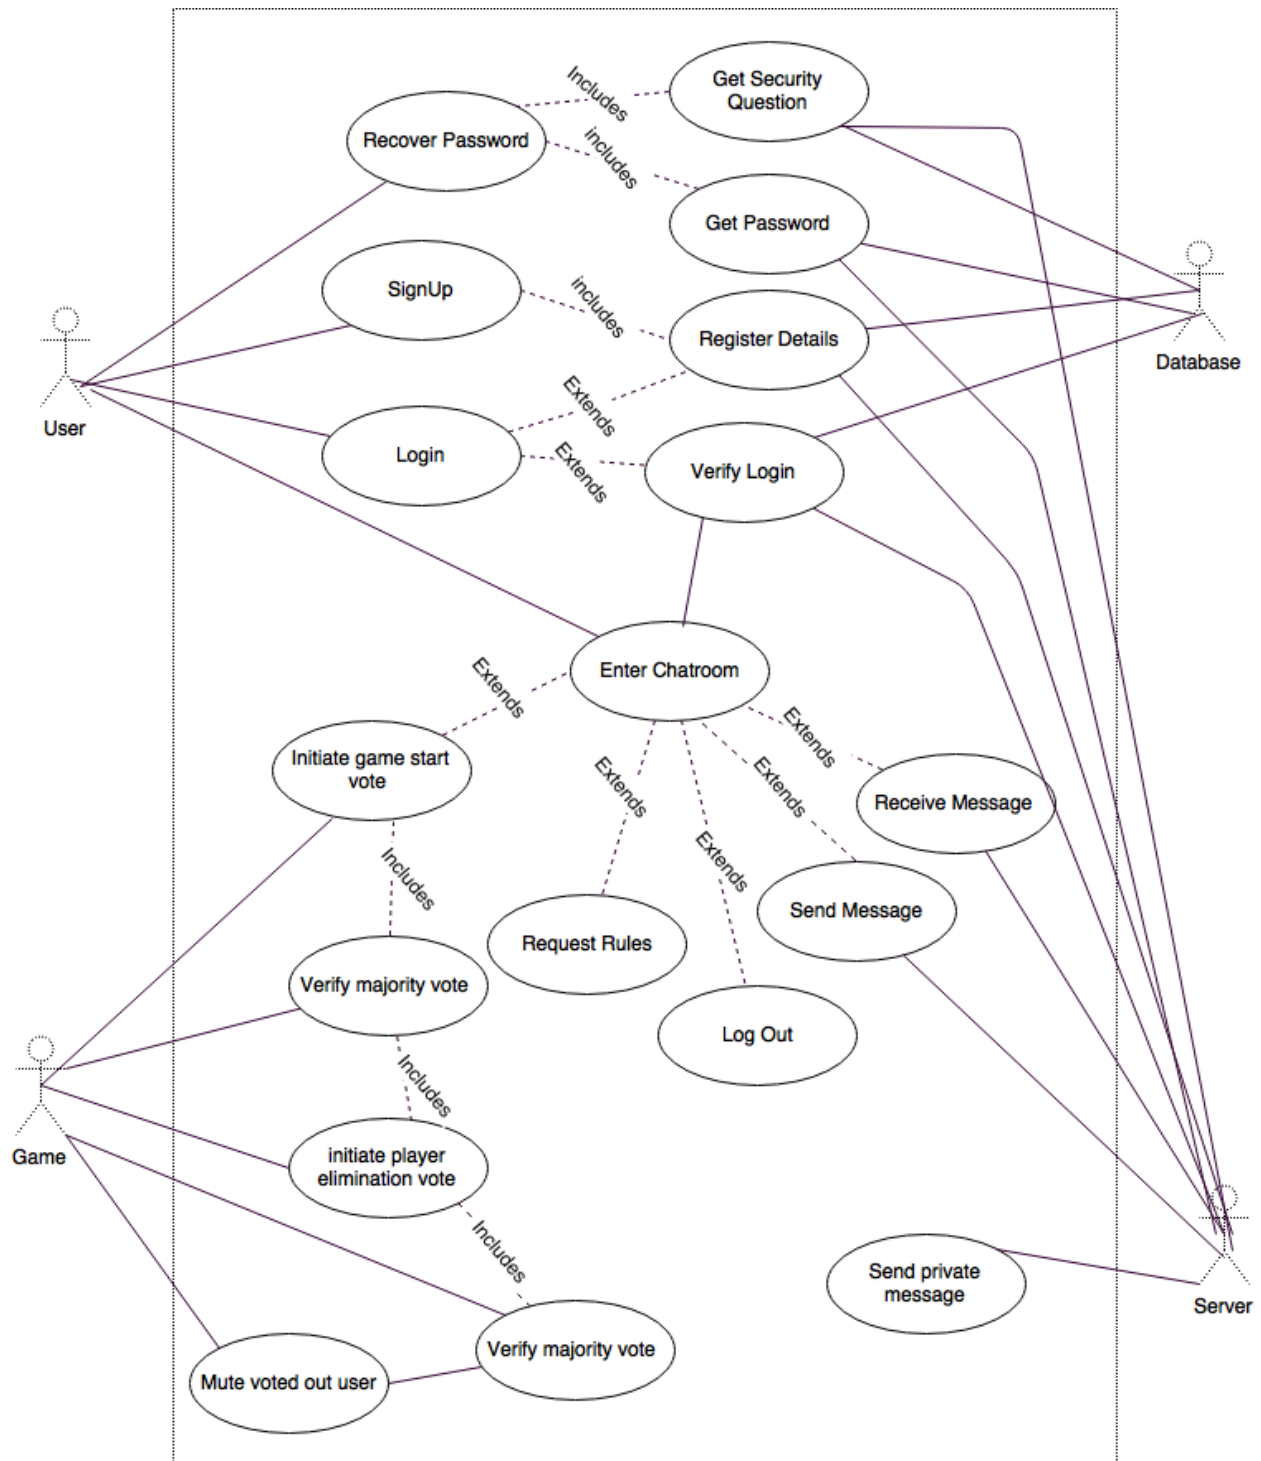 Get Security
Question
Includes
Recover Password
includes
Get Password
SignUp
includes
Register Details
Database
User
Extends
Login
Extends
Verify Login
Enter Chatroom
Extends
Initiate game start
vote
Extends
Extends
Extends
Receive Message
Includes
Extends
Send Message
Request Rules
Verify majority vote
Log Out
Includes
Game
initiate player
elimination vote
Includes
Send private
message
Server
Verify majority vote
Mute voted out user